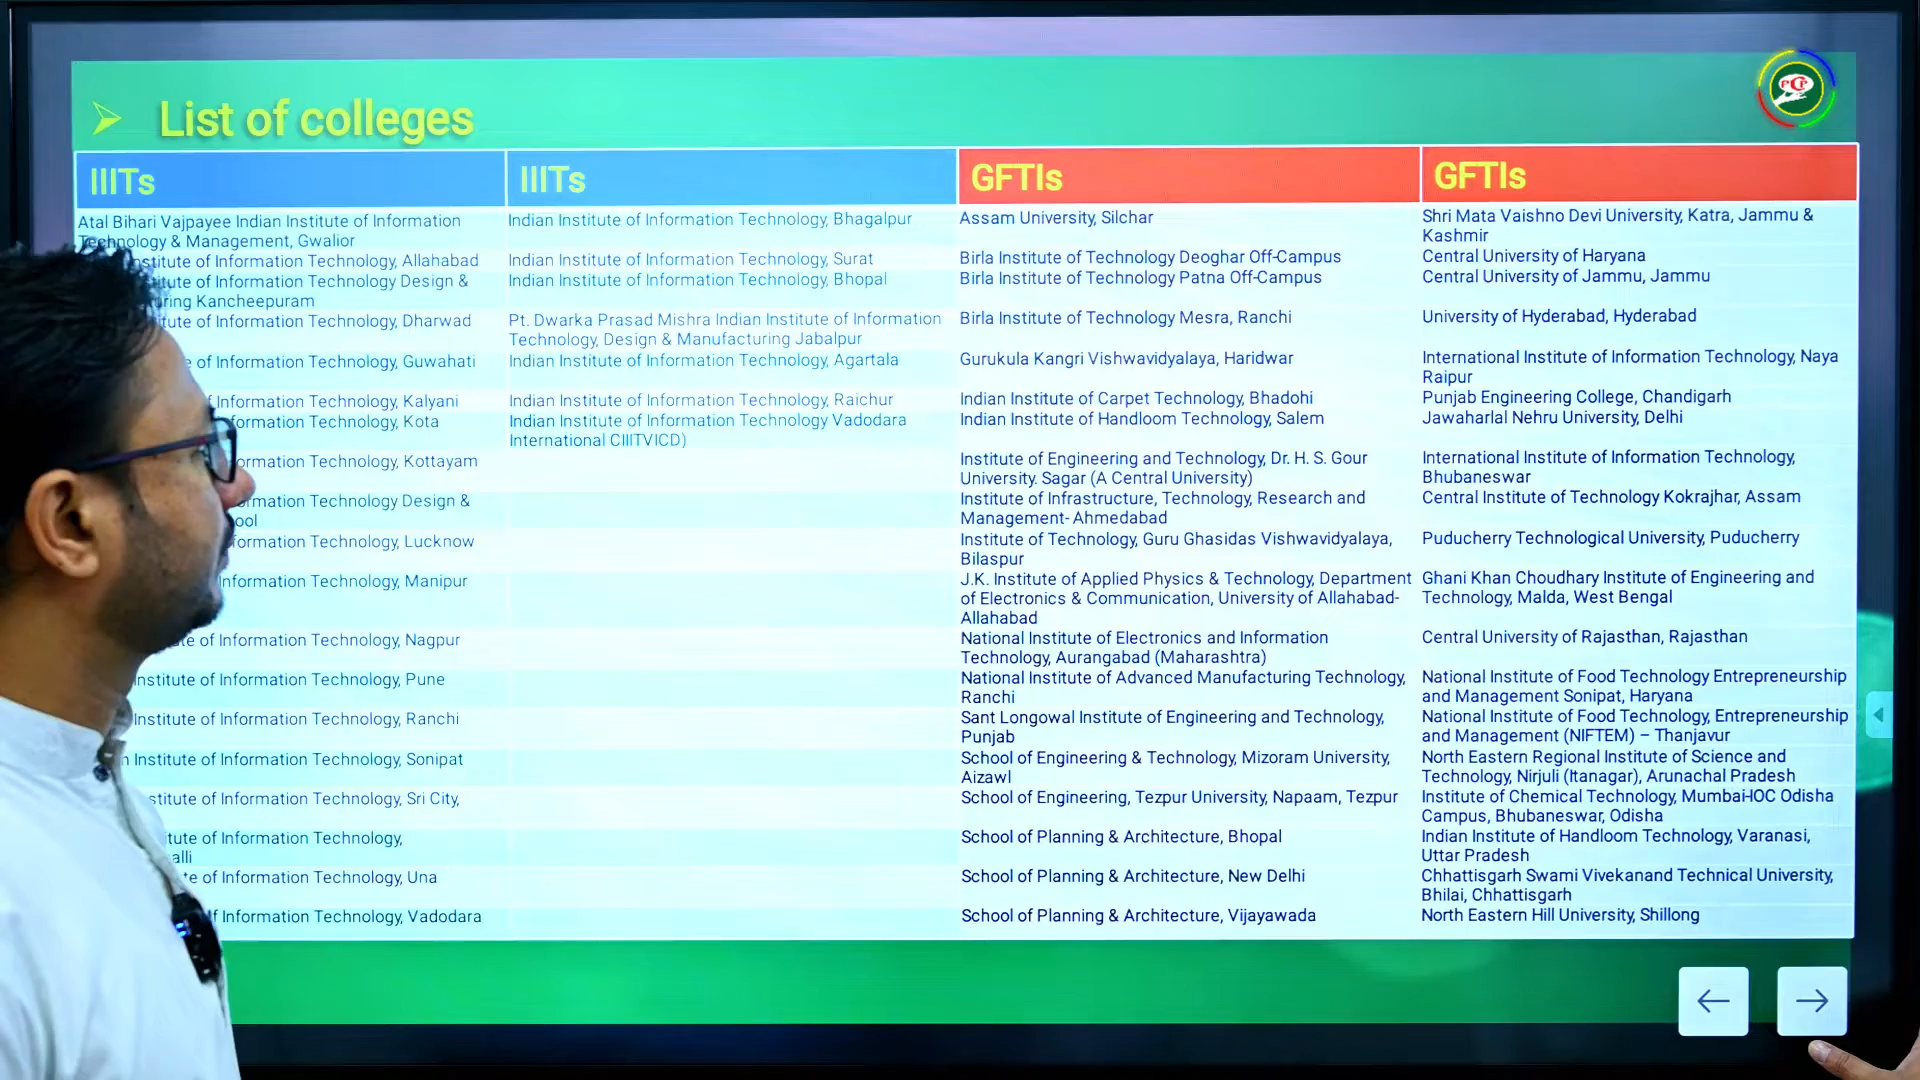 List of colleges
PCP
IIITs
Atal Bihari Vajpayee Indian Institute of Information
Technology & Management, Gwalior
stitute of Information Technology, Allahabad
itute of Information Technology Design &
uring Kancheepuram
itute of Information Technology, Dharwad
e of Information Technology, Guwahati
f Information Technology, Kalyani
formation Technology, Kota
ormation Technology, Kottayam
rmation Technology Design &
ool
formation Technology, Lucknow
Information Technology, Manipur
te of Information Technology, Nagpur
Institute of Information Technology, Pune
Institute of Information Technology, Ranchi
n Institute of Information Technology, Sonipat
stitute of Information Technology, Sri City,
itute of Information Technology,
alli
te of Information Technology, Una
f Information Technology, Vadodara
IIITs
Indian Institute of Information Technology, Bhagalpur
Indian Institute of Information Technology, Surat
Indian Institute of Information Technology, Bhopal
Pt. Dwarka Prasad Mishra Indian Institute of Information
Technology, Design & Manufacturing Jabalpur
Indian Institute of Information Technology, Agartala
Indian Institute of Information Technology, Raichur
Indian Institute of Information Technology Vadodara
International CIIITVICD)
GFTIs
Assam University, Silchar
Birla Institute of Technology Deoghar Off-Campus
Birla Institute of Technology Patna Off-Campus
Birla Institute of Technology Mesra, Ranchi
Gurukula Kangri Vishwavidyalaya, Haridwar
Indian Institute of Carpet Technology, Bhadohi
Indian Institute of Handloom Technology, Salem
Institute of Engineering and Technology, Dr. H. S. Gour
University. Sagar (A Central University)
Institute of Infrastructure, Technology, Research and
Management- Ahmedabad
Institute of Technology, Guru Ghasidas Vishwavidyalaya,
Bilaspur
J.K. Institute of Applied Physics & Technology, Department
of Electronics & Communication, University of Allahabad-
Allahabad
National Institute of Electronics and Information
Technology, Aurangabad (Maharashtra)
National Institute of Advanced Manufacturing Technology,
Ranchi
Sant Longowal Institute of Engineering and Technology,
Punjab
School of Engineering & Technology, Mizoram University,
Aizawl
School of Engineering, Tezpur University, Napaam, Tezpur
School of Planning & Architecture, Bhopal
School of Planning & Architecture, New Delhi
School of Planning & Architecture, Vijayawada
GFTIs
Shri Mata Vaishno Devi University, Katra, Jammu &
Kashmir
Central University of Haryana
Central University of Jammu, Jammu
University of Hyderabad, Hyderabad
International Institute of Information Technology, Naya
Raipur
Punjab Engineering College, Chandigarh
Jawaharlal Nehru University, Delhi
International Institute of Information Technology,
Bhubaneswar
Central Institute of Technology Kokrajhar, Assam
Puducherry Technological University, Puducherry
Ghani Khan Choudhary Institute of Engineering and
Technology, Malda, West Bengal
Central University of Rajasthan, Rajasthan
National Institute of Food Technology Entrepreneurship
and Management Sonipat, Haryana
National Institute of Food Technology, Entrepreneurship
and Management (NIFTEM) – Thanjavur
North Eastern Regional Institute of Science and
Technology, Nirjuli (Itanagar), Arunachal Pradesh
Institute of Chemical Technology, Mumbai-IOC Odisha
Campus, Bhubaneswar, Odisha
Indian Institute of Handloom Technology, Varanasi,
Uttar Pradesh
Chhattisgarh Swami Vivekanand Technical University,
Bhilai, Chhattisgarh
North Eastern Hill University, Shillong